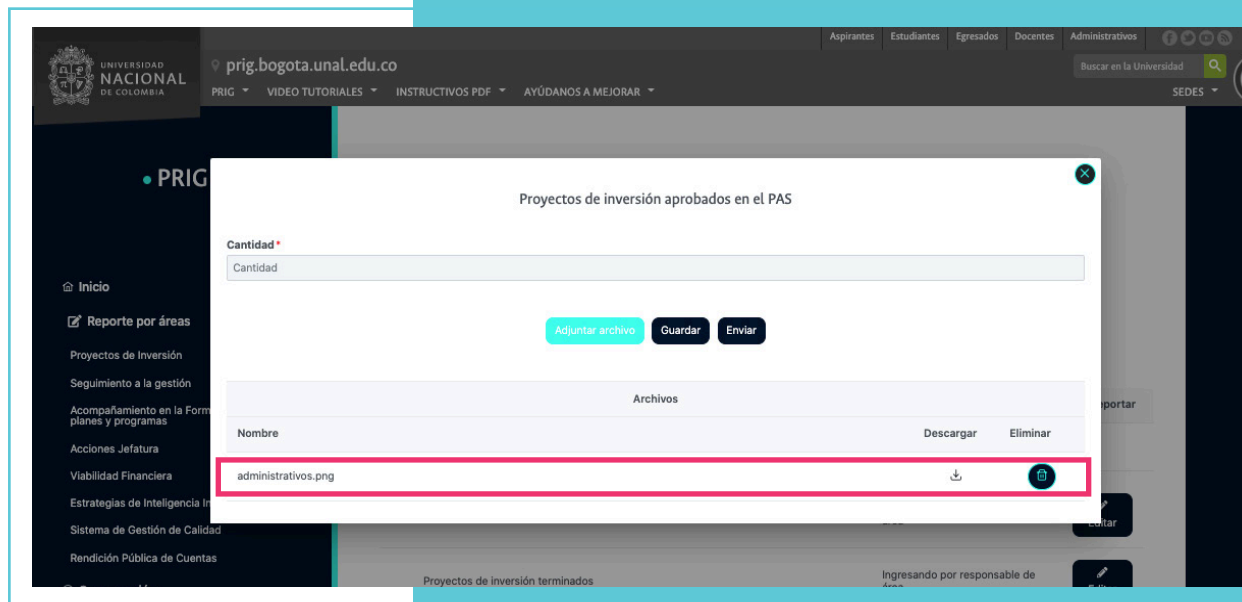 Aspirantes Estudiantes Egresados Docentes Administrativos
UNIVERSIDAD
NACIONAL
DE COLOMBIA
prig.bogota.unal.edu.co
Buscar en la Universidad
PRIG VIDEO TUTORIALES INSTRUCTIVOS PDF AYÚDANOS A MEJORAR
SEDES
PRIG
Inicio
Reporte por áreas
Proyectos de Inversión
Seguimiento a la gestión
Acompañamiento en la Form
planes y programas
Acciones Jefatura
Viabilidad Financiera
Estrategias de Inteligencia In
Sistema de Gestión de Calidad
Rendición Pública de Cuentas
Proyectos de inversión aprobados en el PAS
Cantidad*
Cantidad
Adjuntar archivo Guardar Enviar
Archivos
Nombre Descargar Eliminar
administrativos.png
portar
Editar
Proyectos de inversión terminados
Ingresando por responsable de